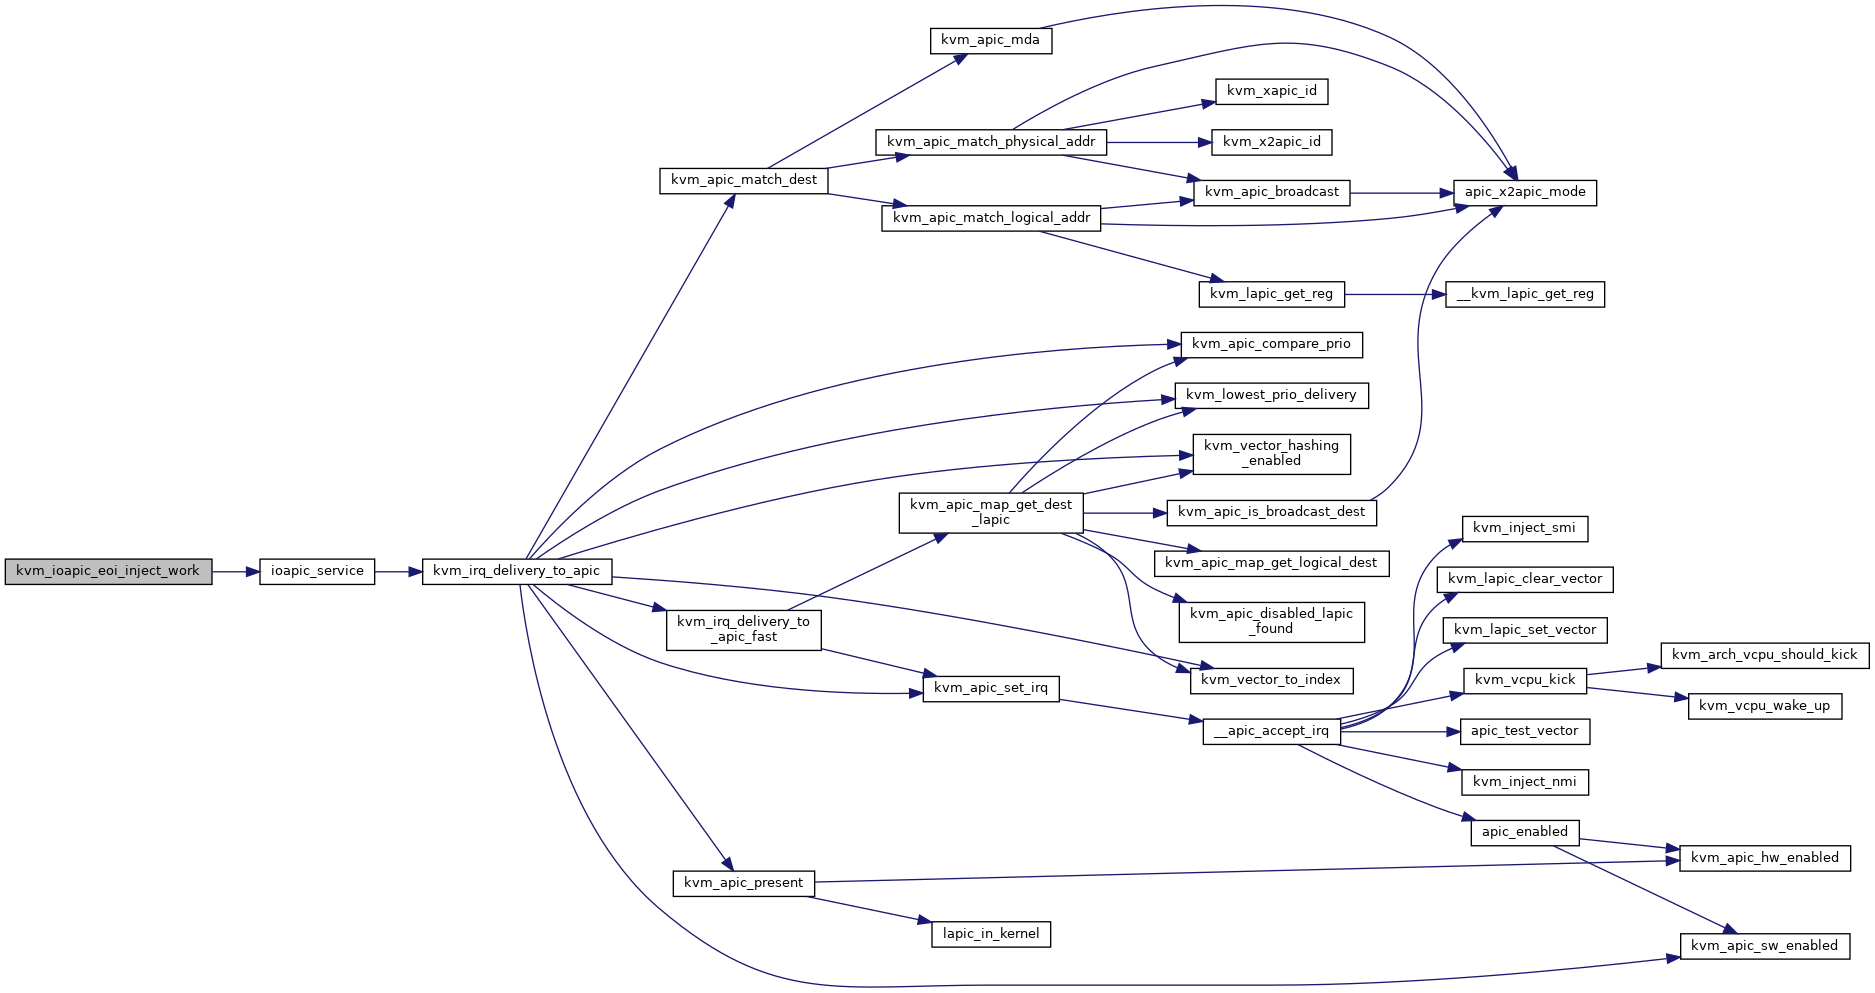 kvm_apic_mda
kvm_xapic_id
kvm_apic_match_physical_addr
kvm_x2apic_id
kvm_apic_match_dest
kvm_apic_broadcast
apic_x2apic_mode
kvm_apic_match_logical_addr
kvm_lapic_get_reg
__kvm_lapic_get_reg
kvm_apic_compare_prio
kvm_lowest_prio_delivery
kvm_vector_hashing
_enabled
kvm_apic_map_get_dest
_lapic
kvm_apic_is_broadcast_dest
kvm_inject_smi
kvm_ioapic_eoi_inject_work
ioapic_service
kvm_irq_delivery_to_apic
kvm_apic_map_get_logical_dest
kvm_lapic_clear_vector
kvm_irq_delivery_to
_apic_fast
kvm_apic_disabled_lapic
_found
kvm_lapic_set_vector
kvm_arch_vcpu_should_kick
kvm_apic_set_irq
kvm_vector_to_index
kvm_vcpu_kick
kvm_vcpu_wake_up
__apic_accept_irq
apic_test_vector
kvm_inject_nmi
apic_enabled
kvm_apic_hw_enabled
kvm_apic_present
lapic_in_kernel
kvm_apic_sw_enabled